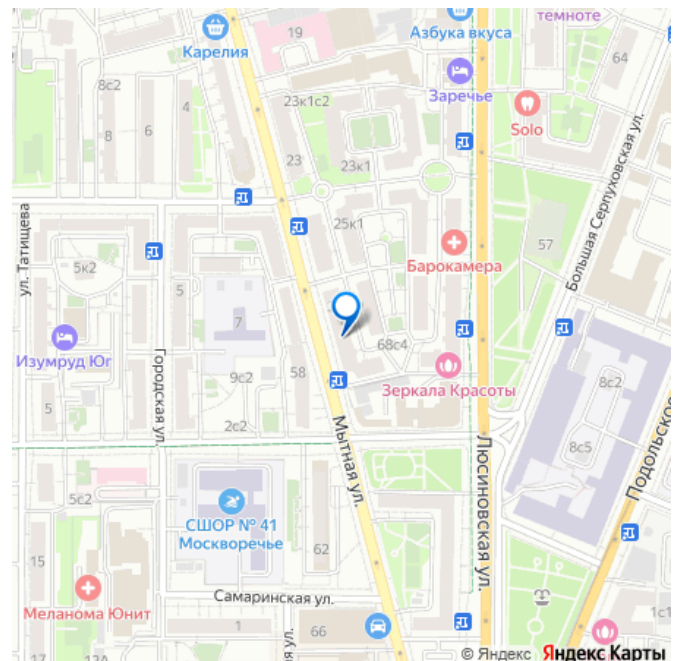 темноте
Азбука вкуса
19
Карелия
64
8с2
Заречье
23к1с2
4
Solo
8
6
Большая Серпуховская ул.
23
23к1
ул. Татищева
25к1
57
5к2
Барокамера
5
7
Изумруд Юг
68с4
Городская ул.
9с2
58
Зеркала Красоты
8с2
5
2с2
Мытная ул.
Люсиновская ул.
8с5
Подольско
5с2
СШОР № 41
Москворечье
62
15
Меланома Юнит
Самаринская ул.
1с1
1
66
ул.
12А
© Яндекс Яндекс Карты